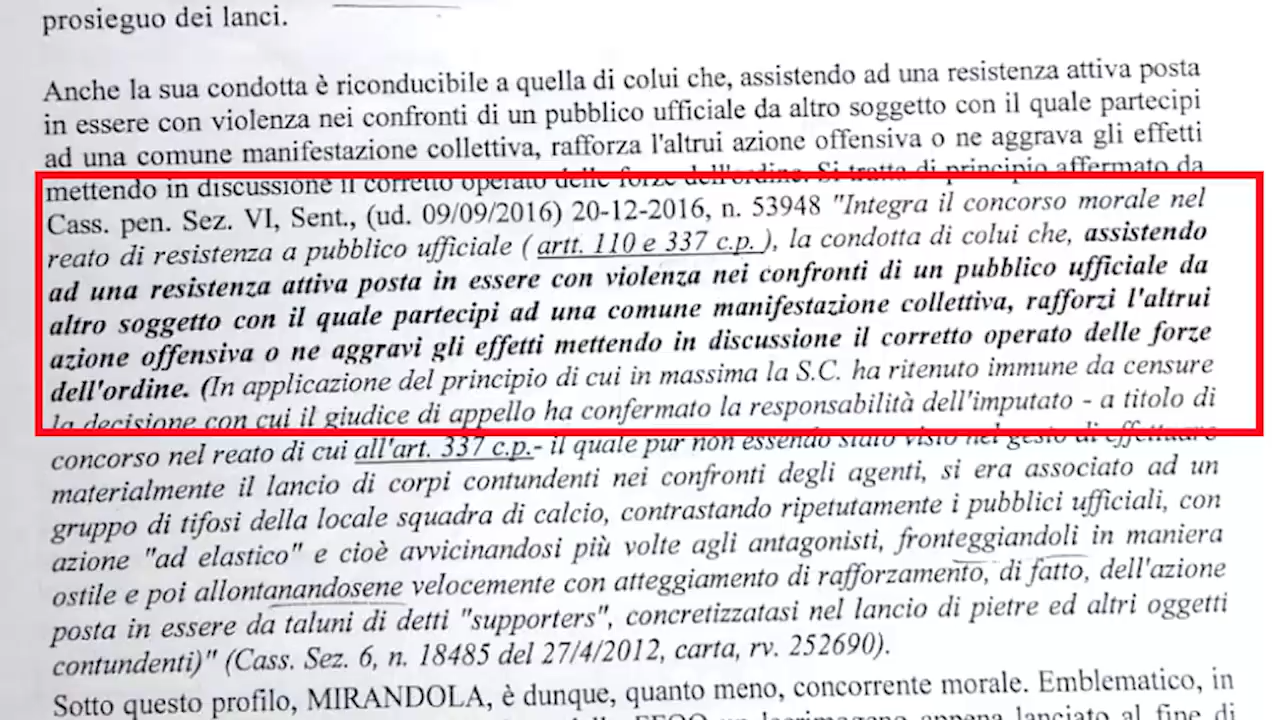 prosieguo dei lanci.
Anche la sua condotta è riconducibile a quella di colui che, assistendo ad una resistenza attiva posta
in essere con violenza nei confronti di un pubblico ufficiale da altro soggetto con il quale partecipi
ad una comune manifestazione collettiva, rafforza l'altrui azione offensiva o ne aggrava gli effetti
mettendo in discussione il corretto operato delle forze dell'ordine. Si tratta di principio affermato da
Cass. pen. Sez. VI, Sent., (ud. 09/09/2016) 20-12-2016, n. 53948 "Integra il concorso morale nel
reato di resistenza a pubblico ufficiale ( artt. 110 e 337 c.p. ), la condotta di colui che, assistendo
ad una resistenza attiva posta in essere con violenza nei confronti di un pubblico ufficiale da
altro soggetto con il quale partecipi ad una comune manifestazione collettiva, rafforzi l'altrui
azione offensiva o ne aggravi gli effetti mettendo in discussione il corretto operato delle forze
dell'ordine. (In applicazione del principio di cui in massima la S.C. ha ritenuto immune da censure
la decisione con cui il giudice di appello ha confermato la responsabilità dell'imputato - a titolo di
concorso nel reato di cui all'art. 337 c.p.- il quale pur non essendo stato visto nel gesto di effettuare
materialmente il lancio di corpi contundenti nei confronti degli agenti, si era associato ad un
gruppo di tifosi della locale squadra di calcio, contrastando ripetutamente i pubblici ufficiali, con
azione "ad elastico" e cioè avvicinandosi più volte agli antagonisti, fronteggiandoli in maniera
ostile e poi allontanandosene velocemente con atteggiamento di rafforzamento, di fatto, dell'azione
posta in essere da taluni di detti "supporters", concretizzatasi nel lancio di pietre ed altri oggetti
contundenti)" (Cass. Sez. 6, n. 18485 del 27/4/2012, carta, rv. 252690).
Sotto questo profilo, MIRANDOLA, è dunque, quanto meno, concorrente morale. Emblematico, in
un lacrimogeno appena lanciato al fine di